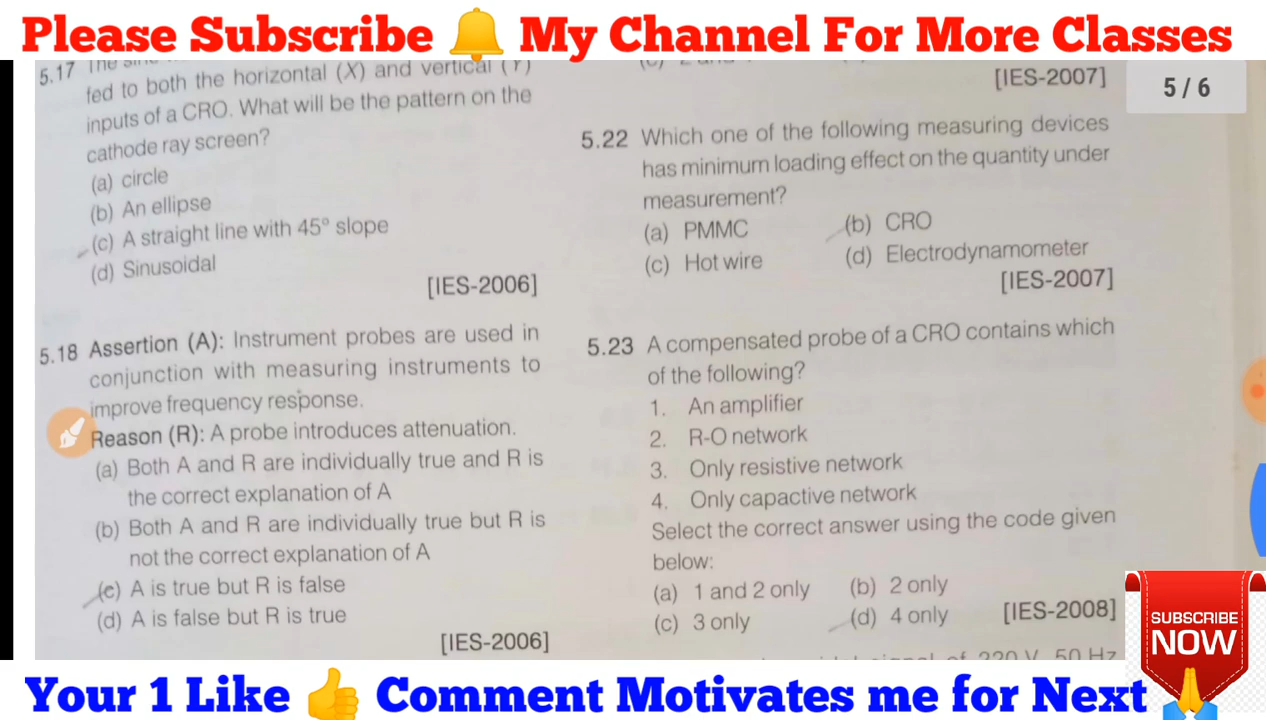 Please Subscribe 🔔 My Channel For More Classes
5 / 6
5.17 The
fed to both the horizontal (X) and vertical (Y)
inputs of a CRO. What will be the pattern on the
cathode ray screen?
(a) circle
(b) An ellipse
(c) A straight line with 45° slope
(d) Sinusoidal
[IES-2006]
5.18 Assertion (A): Instrument probes are used in
conjunction with measuring instruments to
improve frequency response.
Reason (R): A probe introduces attenuation.
(a) Both A and R are individually true and R is
the correct explanation of A
(b) Both A and R are individually true but R is
not the correct explanation of A
(c) A is true but R is false
(d) A is false but R is true
[IES-2006]
[IES-2007]
5.22 Which one of the following measuring devices
has minimum loading effect on the quantity under
measurement?
(a) PMMC (b) CRO
(c) Hot wire (d) Electrodynamometer
[IES-2007]
5.23 A compensated probe of a CRO contains which
of the following?
1. An amplifier
2. R-O network
3. Only resistive network
4. Only capactive network
Select the correct answer using the code given
below:
(a) 1 and 2 only (b) 2 only
(c) 3 only (d) 4 only [IES-2008]
of 220 V, 50 Hz
SUBSCRIBE
NOW
Your 1 Like 👍 Comment Motivates me for Next 🙏